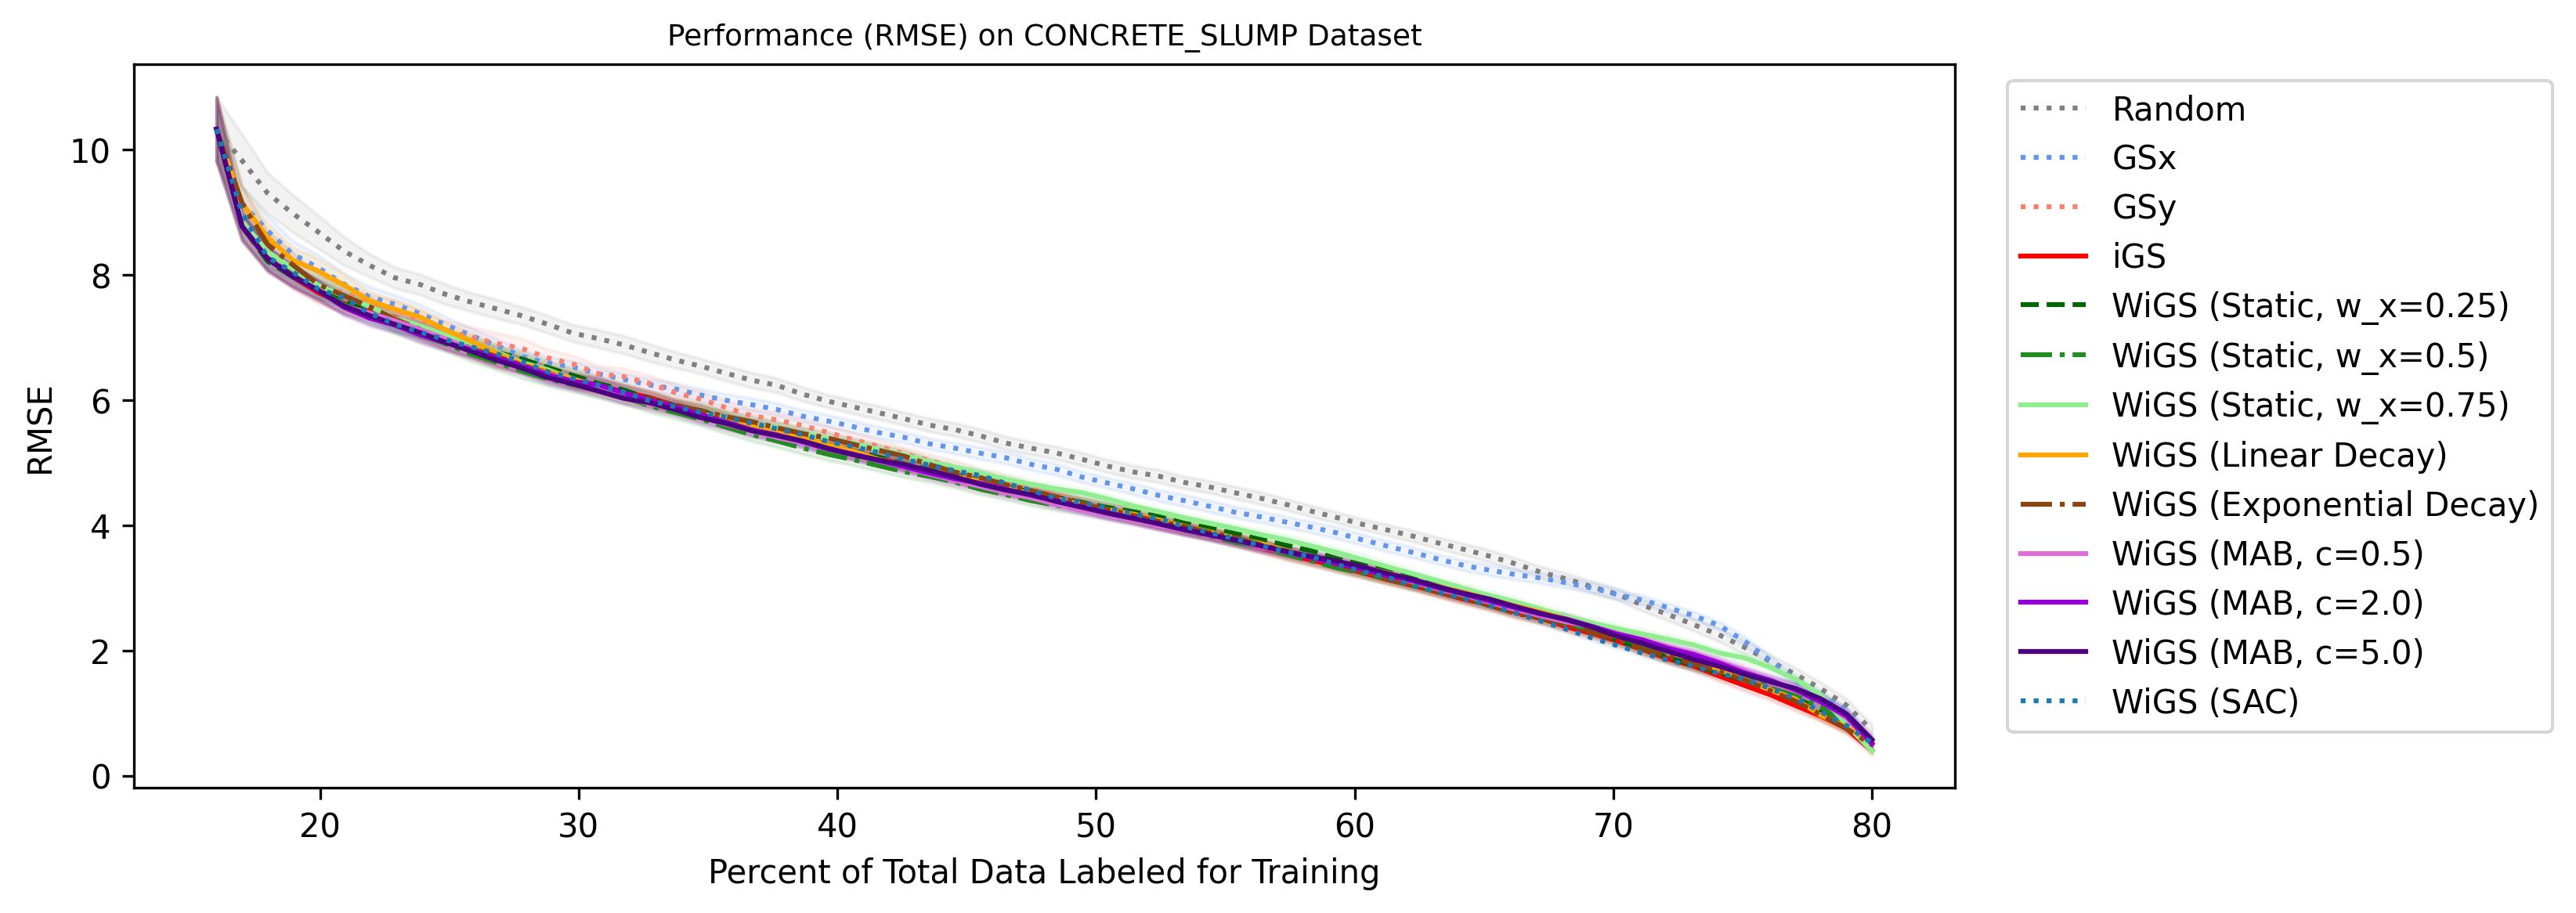 Performance (RMSE) on CONCRETE_SLUMP Dataset
RMSE
10
8
6
4
2
0
20 30 40 50 60 70 80
Percent of Total Data Labeled for Training
Random
GSx
GSy
iGS
WiGS (Static, w_x=0.25)
WiGS (Static, w_x=0.5)
WiGS (Static, w_x=0.75)
WiGS (Linear Decay)
WiGS (Exponential Decay)
WiGS (MAB, c=0.5)
WiGS (MAB, c=2.0)
WiGS (MAB, c=5.0)
WiGS (SAC)